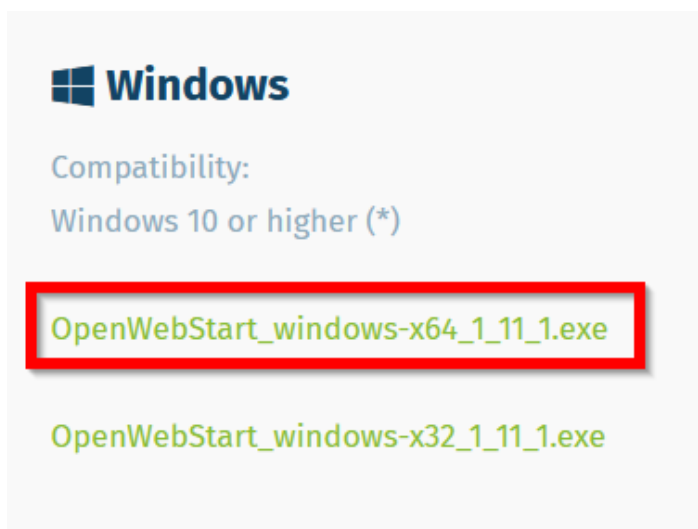 Windows
Compatibility:
Windows 10 or higher (*)
OpenWebStart_windows-x64_1_11_1.exe
OpenWebStart_windows-x32_1_11_1.exe